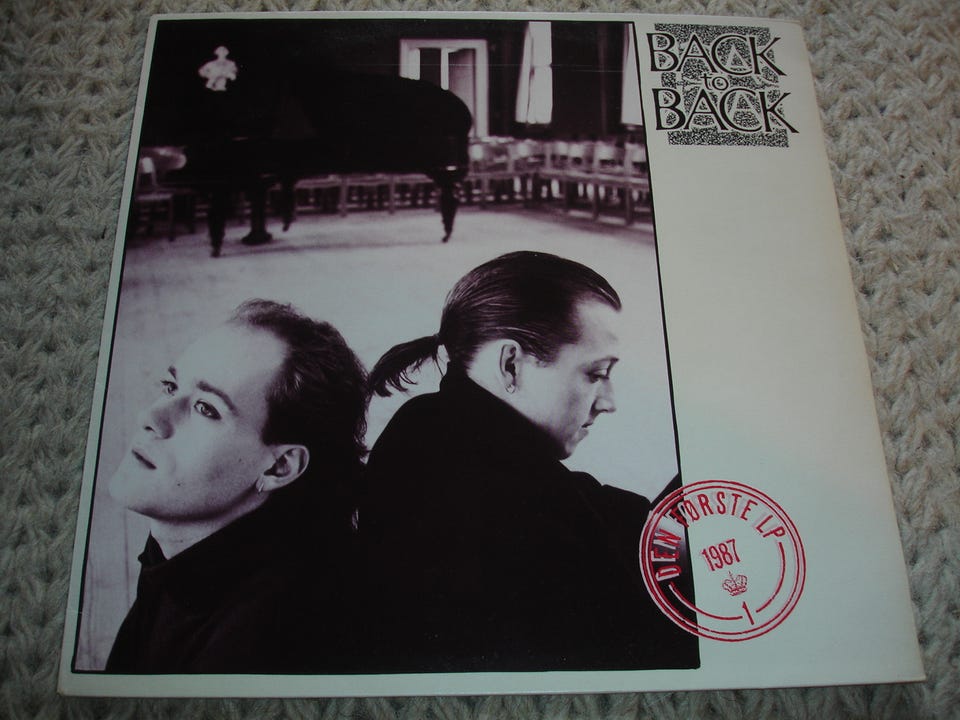 BACK
to
BACK
DEN FØRSTE LP
1987
1